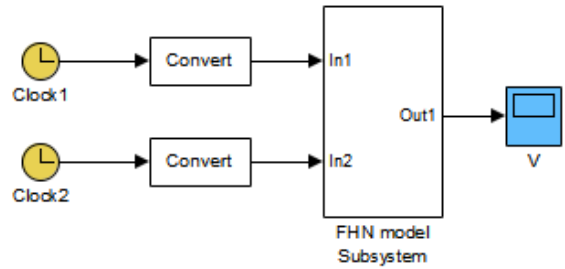 Clock1
Convert
In1
Out1
V
Clock2
Convert
In2
FHN model
Subsystem